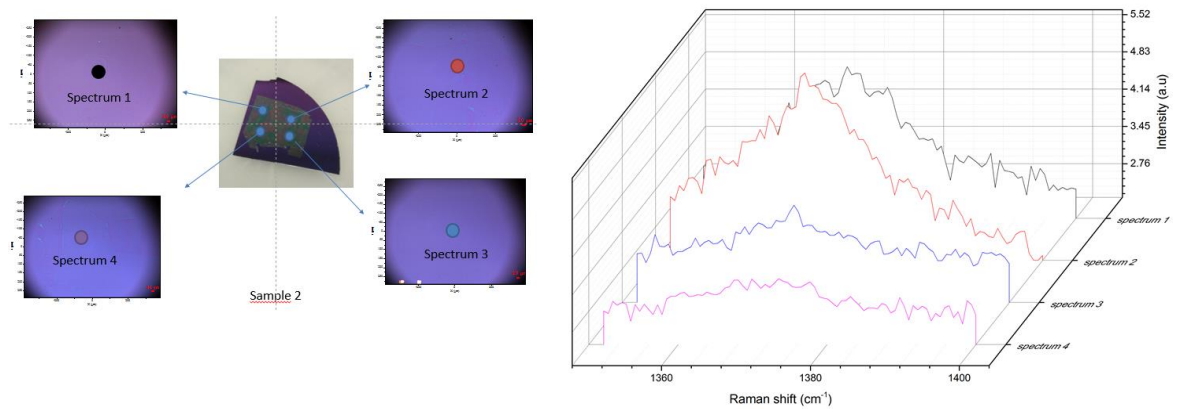 Spectrum 1
Spectrum 2
Spectrum 3
Spectrum 4
Sample 2
5.52
4.83
4.14
3.45
2.76
Intensity (a.u)
spectrum 1
spectrum 2
spectrum 3
spectrum 4
1360
1380
1400
Raman shift (cm⁻¹)